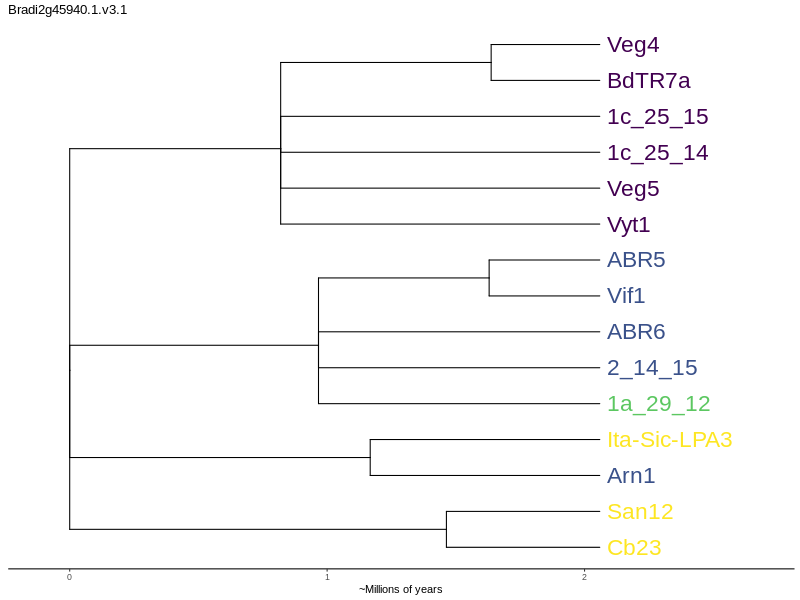 Bradi2g45940.1.v3.1
Veg4
BdTR7a
1c_25_15
1c_25_14
Veg5
Vyt1
ABR5
Vif1
ABR6
2_14_15
1a_29_12
Ita-Sic-LPA3
Arn1
San12
Cb23
0 1 2
~Millions of years